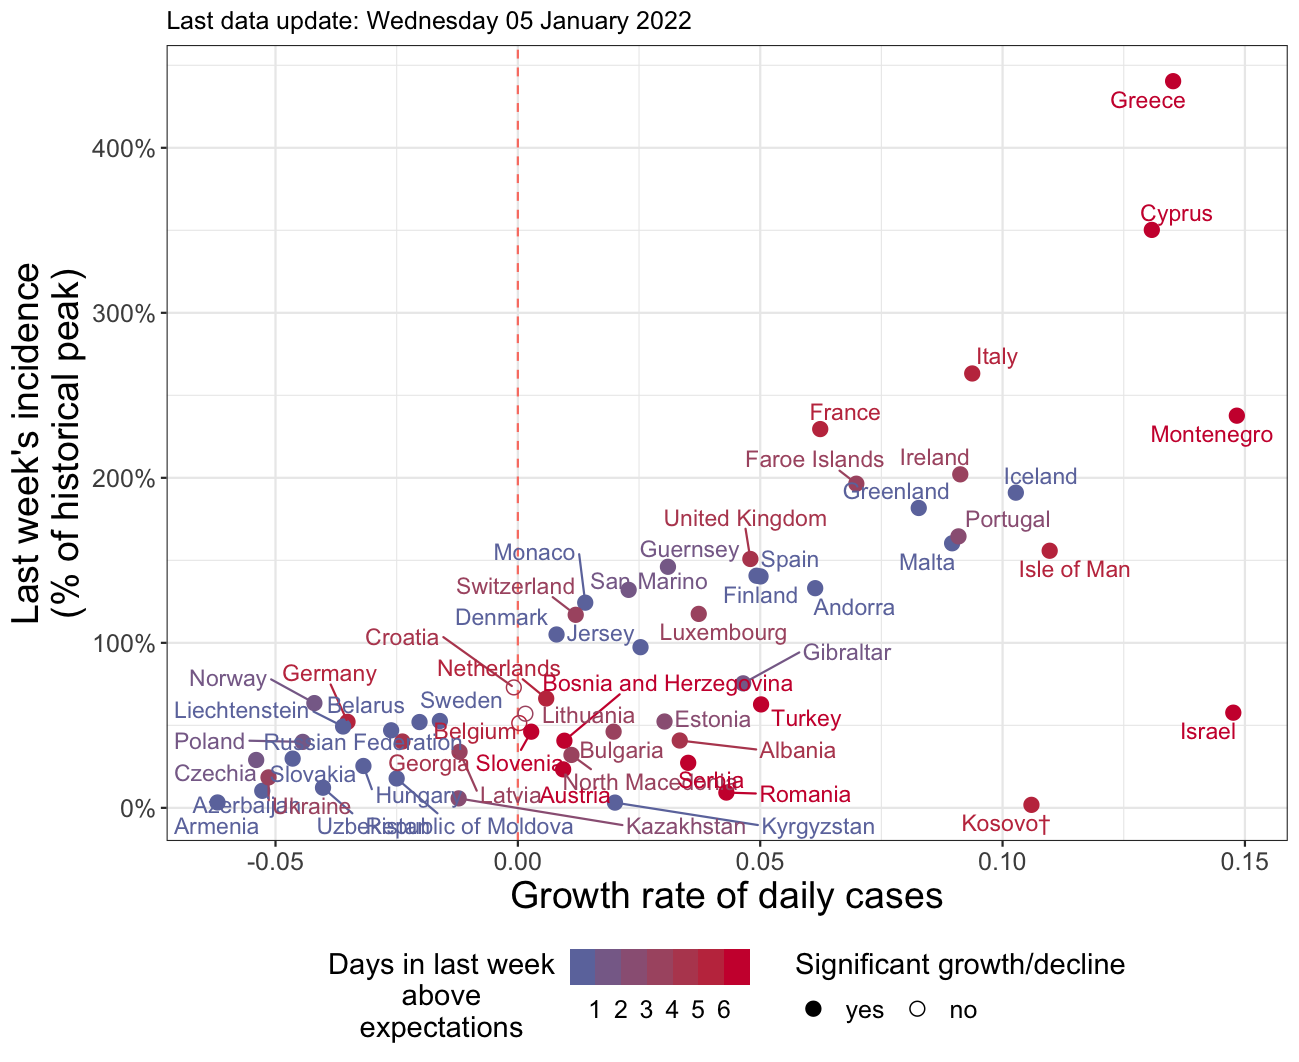 Last data update: Wednesday 05 January 2022
Last week's incidence
(% of historical peak)
400%
300%
200%
100%
0%
Greece
Cyprus
Italy
France
Montenegro
Faroe Islands
Ireland
Iceland
Greenland
United Kingdom
Portugal
Guernsey
Monaco
Spain
Malta
Isle of Man
San Marino
Switzerland
Finland
Andorra
Denmark
Jersey
Luxembourg
Croatia
Gibraltar
Netherlands
Norway
Germany
Bosnia and Herzegovina
Liechtenstein
Belarus
Sweden
Lithuania
Estonia
Turkey
Belgium
Israel
Poland
Russian Federation
Bulgaria
Albania
Georgia
Slovenia
Czechia
Slovakia
North Macedonia
Serbia
Hungary
Latvia
Austria
Romania
Azerbaijan
Ukraine
Armenia
Uzbekistan
Republic of Moldova
Kazakhstan
Kyrgyzstan
Kosovo†
-0.05
0.00
0.05
0.10
0.15
Growth rate of daily cases
Days in last week
above
expectations
1 2 3 4 5 6
Significant growth/decline
yes
no